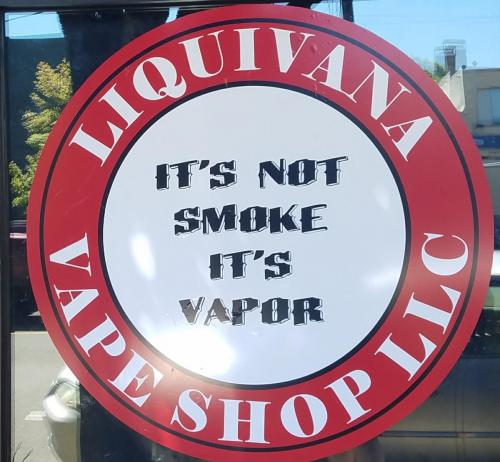 LIQUIVANA
IT'S NOT
SMOKE
IT'S
VAPOR
VAPE SHOP LLC